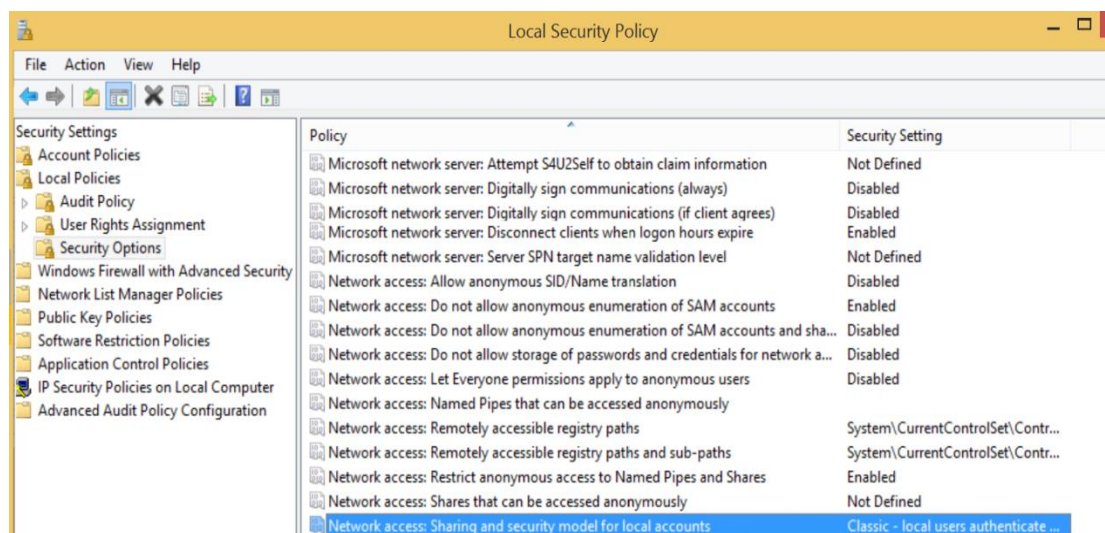 Local Security Policy
File Action View Help
Security Settings
Account Policies
Local Policies
Audit Policy
User Rights Assignment
Security Options
Windows Firewall with Advanced Security
Network List Manager Policies
Public Key Policies
Software Restriction Policies
Application Control Policies
IP Security Policies on Local Computer
Advanced Audit Policy Configuration
Policy Security Setting
Microsoft network server: Attempt S4U2Self to obtain claim information Not Defined
Microsoft network server: Digitally sign communications (always) Disabled
Microsoft network server: Digitally sign communications (if client agrees) Disabled
Microsoft network server: Disconnect clients when logon hours expire Enabled
Microsoft network server: Server SPN target name validation level Not Defined
Network access: Allow anonymous SID/Name translation Disabled
Network access: Do not allow anonymous enumeration of SAM accounts Enabled
Network access: Do not allow anonymous enumeration of SAM accounts and sha... Disabled
Network access: Do not allow storage of passwords and credentials for network a... Disabled
Network access: Let Everyone permissions apply to anonymous users Disabled
Network access: Named Pipes that can be accessed anonymously
Network access: Remotely accessible registry paths System\CurrentControlSet\Contr...
Network access: Remotely accessible registry paths and sub-paths System\CurrentControlSet\Contr...
Network access: Restrict anonymous access to Named Pipes and Shares Enabled
Network access: Shares that can be accessed anonymously Not Defined
Network access: Sharing and security model for local accounts Classic - local users authenticate ...